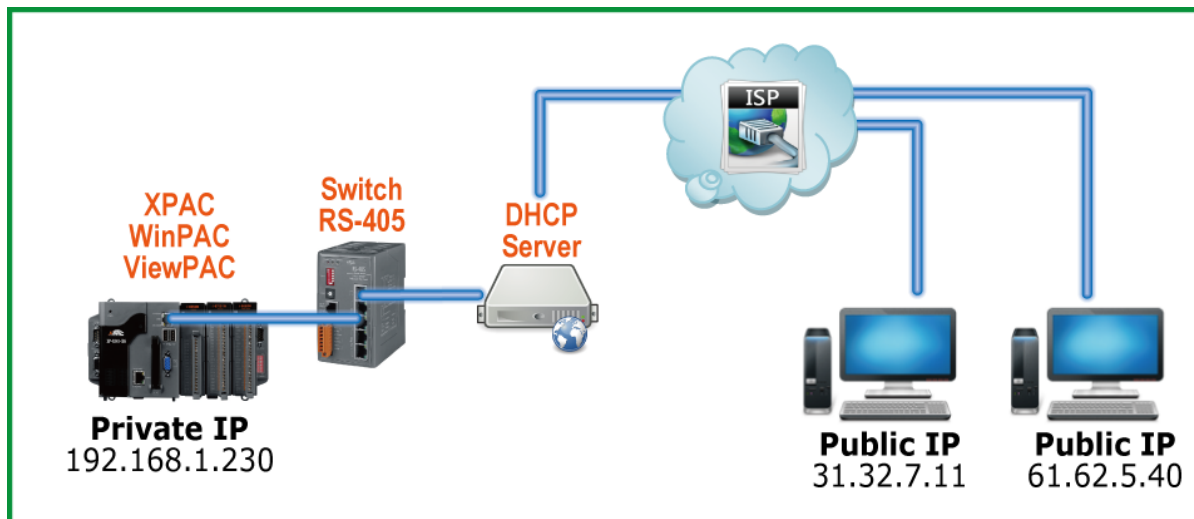 ISP
XPAC
WinPAC
ViewPAC
Switch
RS-405
DHCP
Server
Private IP
192.168.1.230
Public IP
31.32.7.11
Public IP
61.62.5.40